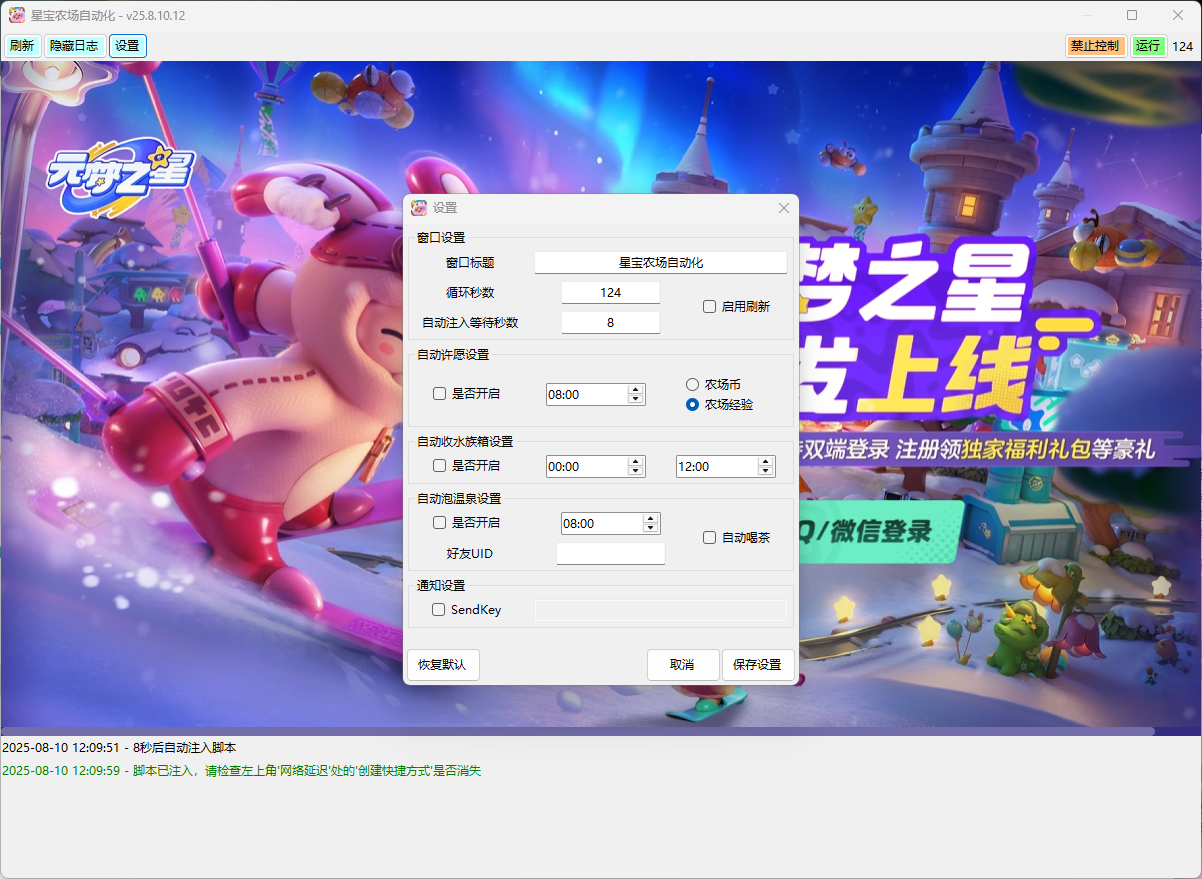 星宝农场自动化 - v25.8.10.12
刷新 隐藏日志 设置 禁止控制 运行 124
元梦之星
设置
窗口设置
窗口标题 星宝农场自动化
循环秒数 124
启用刷新
自动注入等待秒数 8
自动许愿设置
是否开启 08:00 农场币
农场经验
自动收水族箱设置
是否开启 00:00 12:00
自动泡温泉设置
是否开启 08:00
自动喝茶
好友UID
通知设置
SendKey
恢复默认 取消 保存设置
梦之星
发上线
双端登录 注册领独家福利礼包等豪礼
Q/微信登录
2025-08-10 12:09:51 - 8秒后自动注入脚本
2025-08-10 12:09:59 - 脚本已注入，请检查左上角'网络延迟'处的'创建快捷方式'是否消失